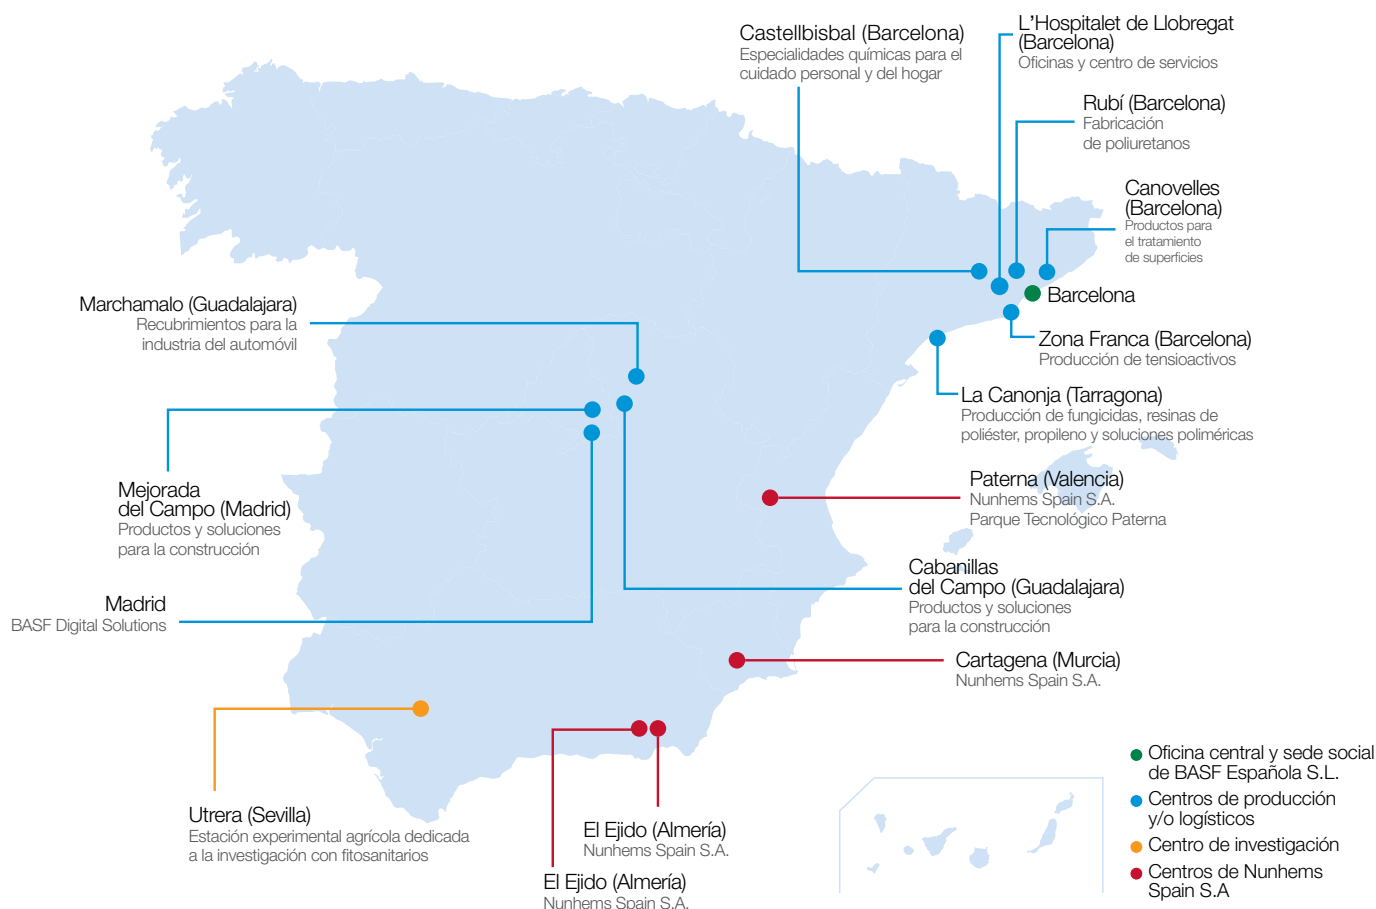 Castellbisbal (Barcelona)
Especialidades químicas para el
cuidado personal y del hogar
L'Hospitalet de Llobregat
(Barcelona)
Oficinas y centro de servicios
Rubí (Barcelona)
Fabricación
de poliuretanos
Canovelles
(Barcelona)
Productos para
el tratamiento
de superficies
Barcelona
Zona Franca (Barcelona)
Producción de tensioactivos
La Canonja (Tarragona)
Producción de fungicidas, resinas de
poliéster, propileno y soluciones poliméricas
Marchamalo (Guadalajara)
Recubrimientos para la
industria del automóvil
Mejorada
del Campo (Madrid)
Productos y soluciones
para la construcción
Madrid
BASF Digital Solutions
Paterna (Valencia)
Nunhems Spain S.A.
Parque Tecnológico Paterna
Cabanillas
del Campo (Guadalajara)
Productos y soluciones
para la construcción
Cartagena (Murcia)
Nunhems Spain S.A.
Utrera (Sevilla)
Estación experimental agrícola dedicada
a la investigación con fitosanitarios
El Ejido (Almería)
Nunhems Spain S.A.
El Ejido (Almería)
Nunhems Spain S.A.
Oficina central y sede social
de BASF Española S.L.
Centros de producción
y/o logísticos
Centro de investigación
Centros de Nunhems
Spain S.A